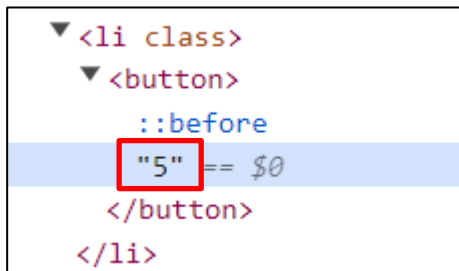 ▼<li class>
▼<button>
::before
"5" == $0
</button>
</li>